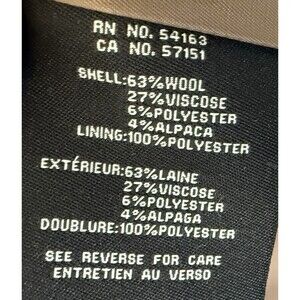 RN NO. 54163
CA NO. 57151
SHELL:63%WOOL
27%VISCOSE
6%POLYESTER
4%ALPACA
LINING:100%POLYESTER
EXTÉRIEUR:63%LAINE
27%VISCOSE
6%POLYESTER
4%ALPAGA
DOUBLURE:100%POLYESTER
SEE REVERSE FOR CARE
ENTRETIEN AU VERSO